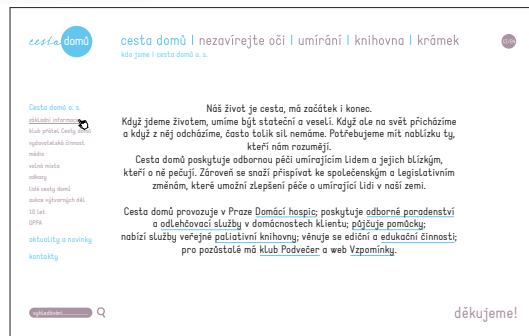 cesta domů
cesta domů | nezavírejte oči | umírání | knihovna | krámek
kdo jsme | cesta domů o. s.
Cesta domů o. s.
základní informace
klub přátel Cesty domů
vydavatelská činnost
média
volná místa
odkazy
lidé cesty domů
aukce výtvarných děl
10 let
OPPA
aktuality a novinky
kontakty
Náš život je cesta, má začátek i konec.
Když jdeme životem, umíme být stateční a veselí. Když ale na svět přicházíme
a když z něj odcházíme, často tolik sil nemáme. Potřebujeme mít nablízku ty,
kteří nám rozumějí.
Cesta domů poskytuje odbornou péči umírajícím lidem a jejich blízkým,
kteří o ně pečují. Zároveň se snaží přispívat ke společenským a legislativním
změnám, které umožní zlepšení péče o umírající lidi v naší zemi.
Cesta domů provozuje v Praze Domácí hospic; poskytuje odborné poradenství
a odlehčovací služby v domácnostech klientu; půjčuje pomůcky;
nabízí služby veřejné paliativní knihovny; věnuje se ediční a edukační činnosti;
pro pozůstalé má klub Podvečer a web Vzpomínky.
vyhledávání
děkujeme!